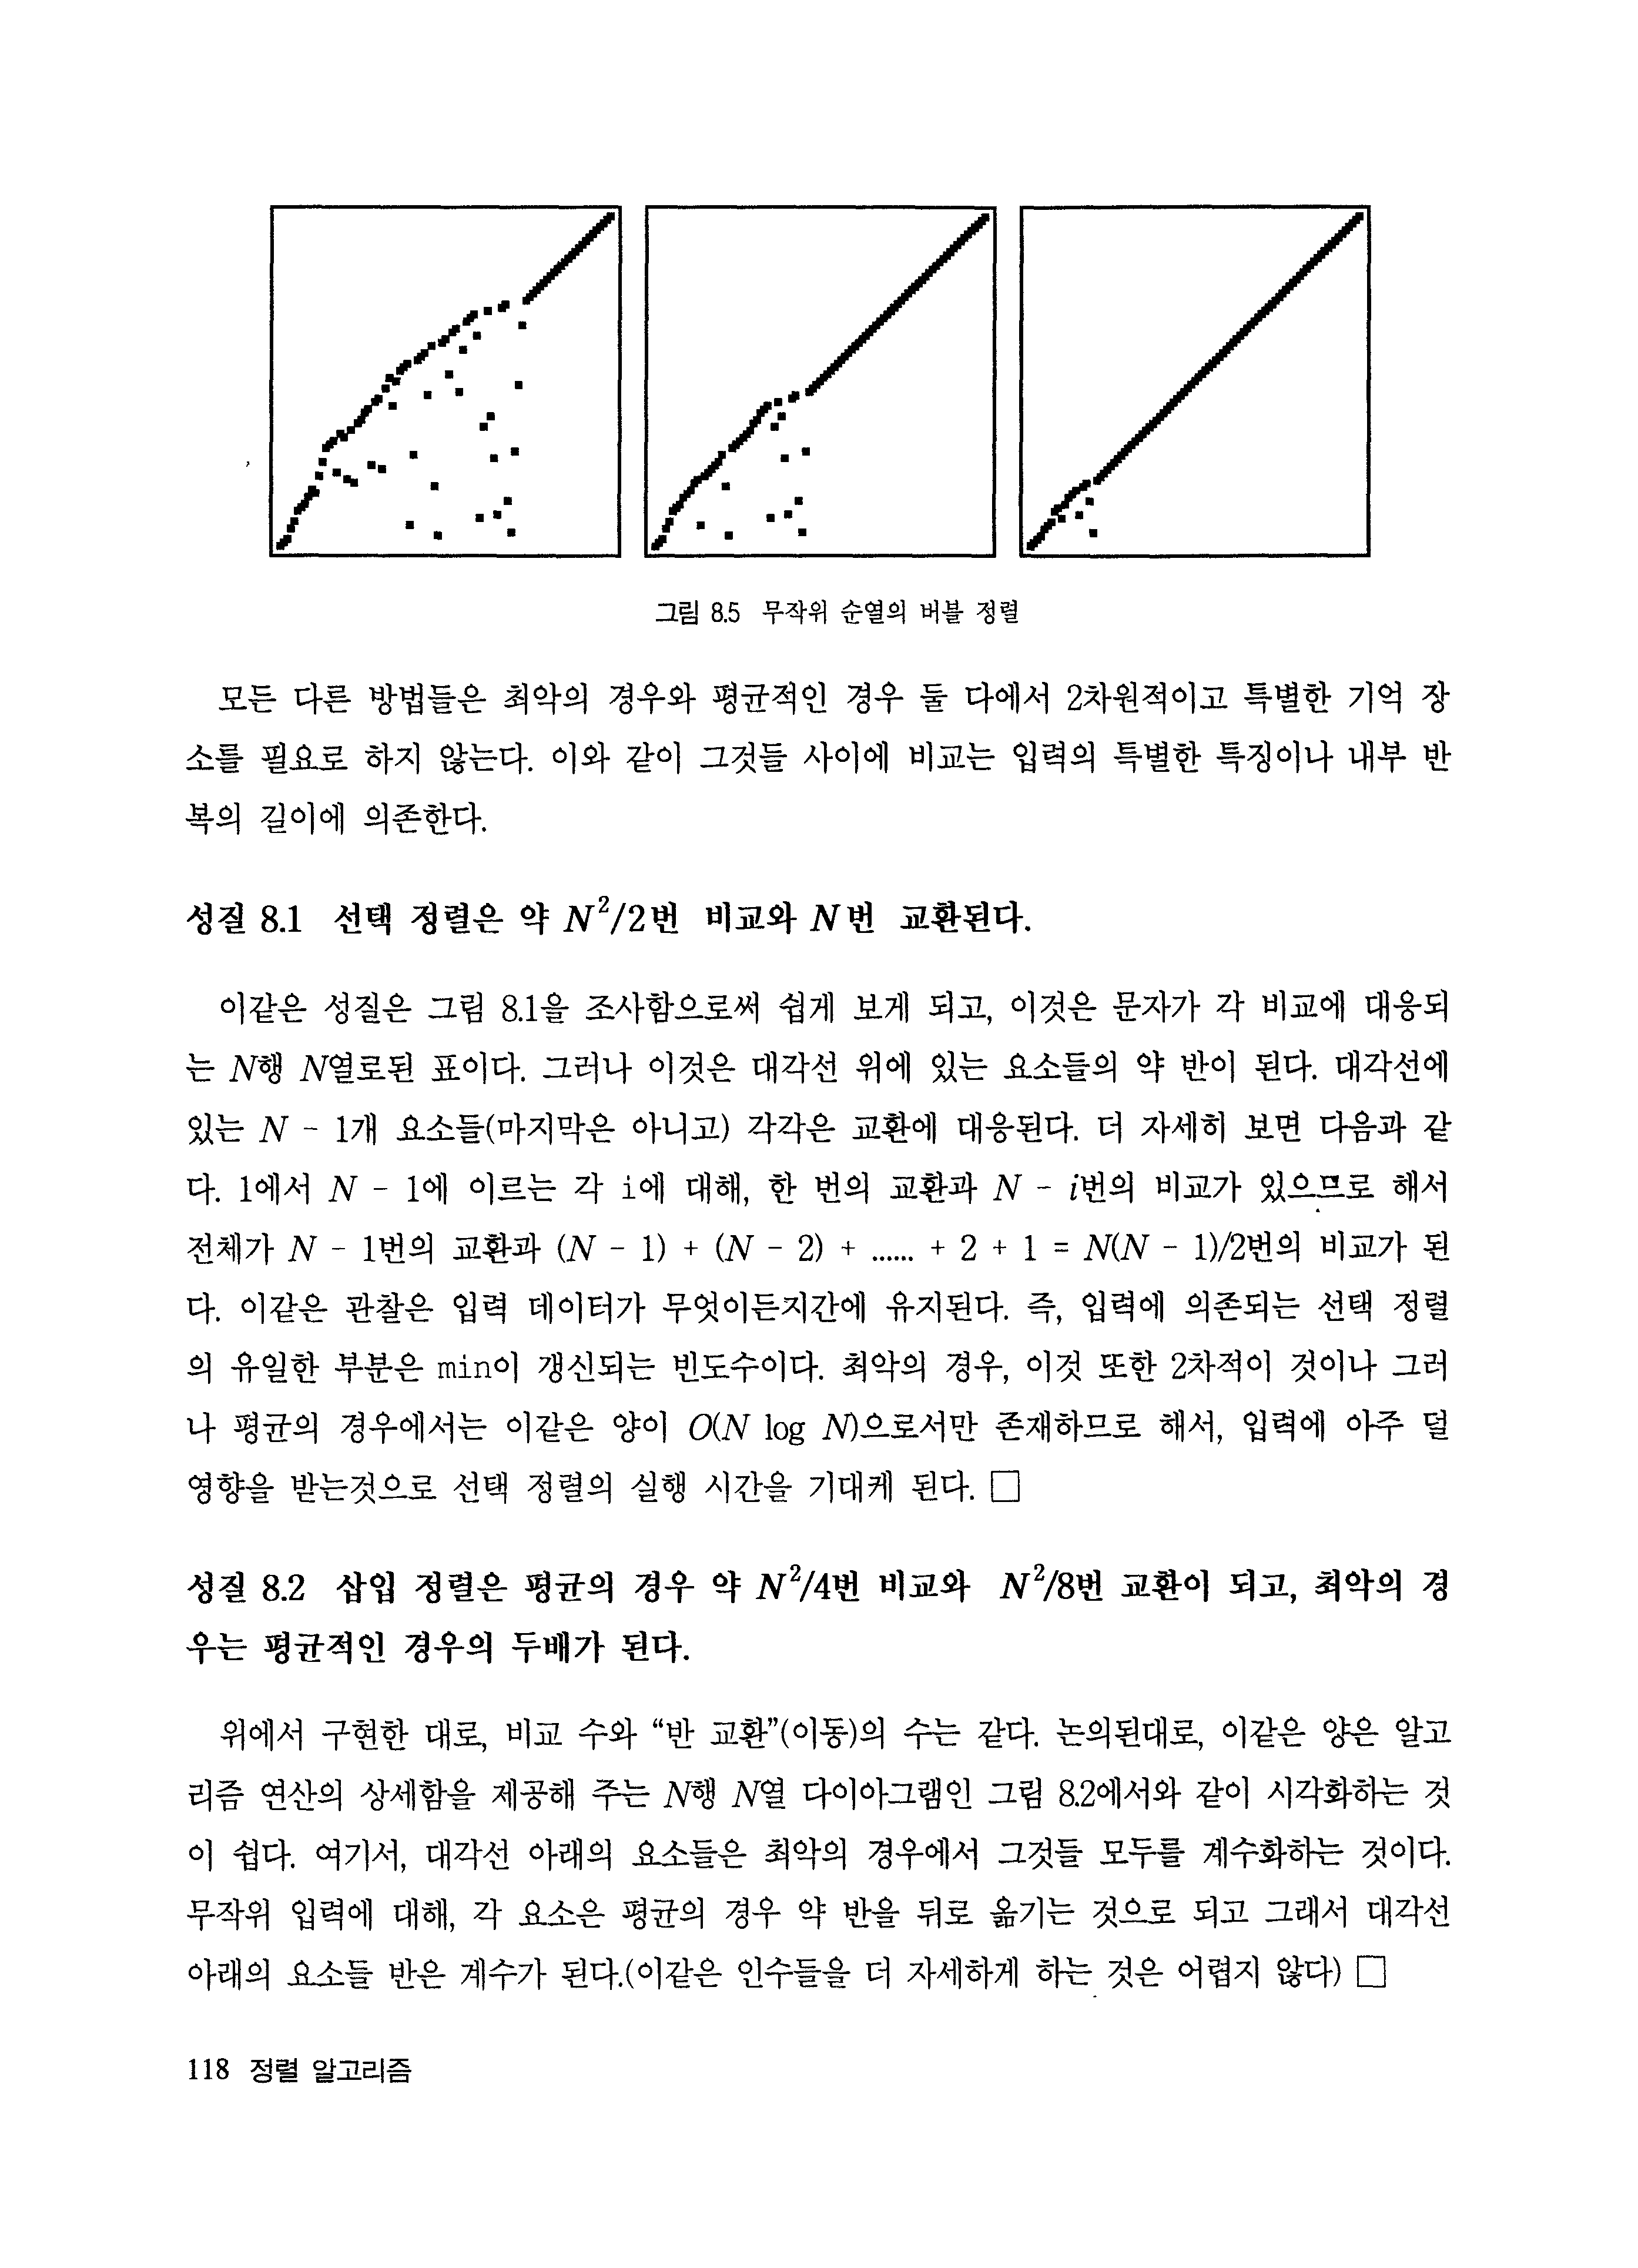 그림 8.5 무작위 순열의 버블 정렬
모든 다른 방법들은 최악의 경우와 평균적인 경우 둘 다에서 2차원적이고 특별한 기억 장
소를 필요로 하지 않는다. 이와 같이 그것들 사이에 비교는 입력의 특별한 특징이나 내부 반
복의 길이에 의존한다.
성질 8.1 선택 정렬은 약 N²/2번 비교와 N번 교환된다.
이같은 성질은 그림 8.1을 조사함으로써 쉽게 보게 되고, 이것은 문자가 각 비교에 대응되
는 N행 N열로된 표이다. 그러나 이것은 대각선 위에 있는 요소들의 약 반이 된다. 대각선에
있는 N - 1개 요소들(마지막은 아니고) 각각은 교환에 대응된다. 더 자세히 보면 다음과 같
다. 1에서 N - 1에 이르는 각 i에 대해, 한 번의 교환과 N - i번의 비교가 있으므로 해서
전체가 N - 1번의 교환과 (N - 1) + (N - 2) + ...... + 2 + 1 = N(N - 1)/2번의 비교가 된
다. 이같은 관찰은 입력 데이터가 무엇이든지간에 유지된다. 즉, 입력에 의존되는 선택 정렬
의 유일한 부분은 min이 갱신되는 빈도수이다. 최악의 경우, 이것 또한 2차적이 것이나 그러
나 평균의 경우에서는 이같은 양이 O(N log N)으로서만 존재하므로 해서, 입력에 아주 덜
영향을 받는것으로 선택 정렬의 실행 시간을 기대케 된다. □
성질 8.2 삽입 정렬은 평균의 경우 약 N²/4번 비교와 N²/8번 교환이 되고, 최악의 경
우는 평균적인 경우의 두배가 된다.
위에서 구현한 대로, 비교 수와 “반 교환”(이동)의 수는 같다. 논의된대로, 이같은 양은 알고
리즘 연산의 상세함을 제공해 주는 N행 N열 다이아그램인 그림 8.2에서와 같이 시각화하는 것
이 쉽다. 여기서, 대각선 아래의 요소들은 최악의 경우에서 그것들 모두를 계수화하는 것이다.
무작위 입력에 대해, 각 요소은 평균의 경우 약 반을 뒤로 옮기는 것으로 되고 그래서 대각선
아래의 요소들 반은 계수가 된다.(이같은 인수들을 더 자세하게 하는 것은 어렵지 않다) □
118 정렬 알고리즘